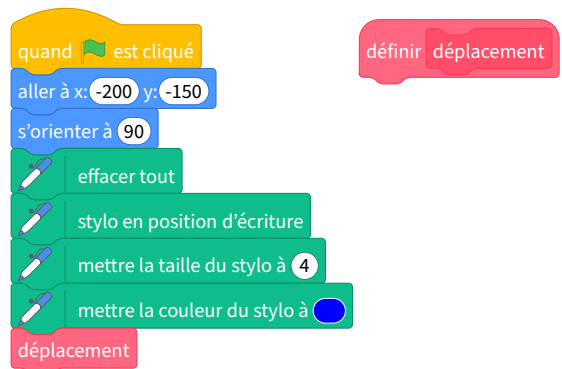 quand est cliqué
définir déplacement
aller à x: -200 y: -150
s'orienter à 90
effacer tout
stylo en position d'écriture
mettre la taille du stylo à 4
mettre la couleur du stylo à
déplacement